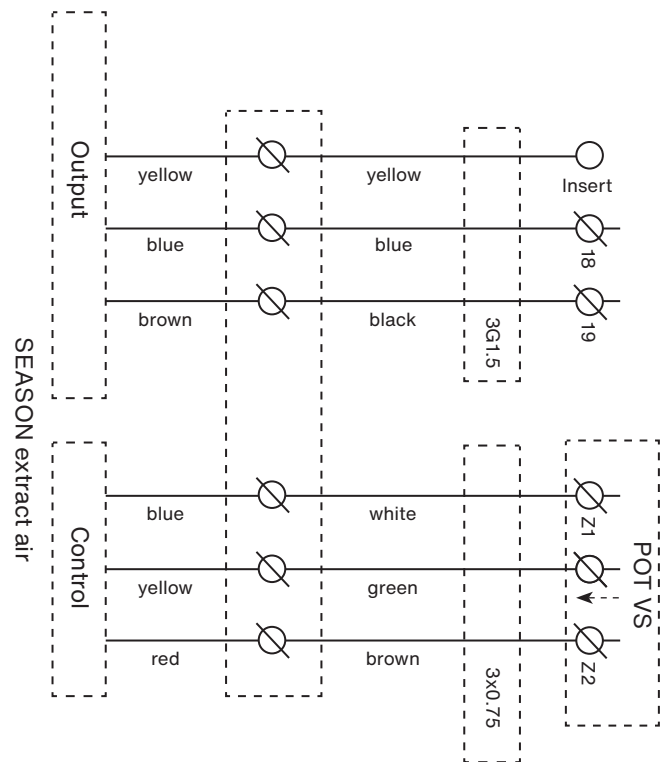 SEASON extract air
Output
yellow
yellow
Insert
blue
blue
18
brown
black
19
3G1.5
Control
blue
white
Z1
yellow
green
POT VS
red
brown
Z2
3x0.75